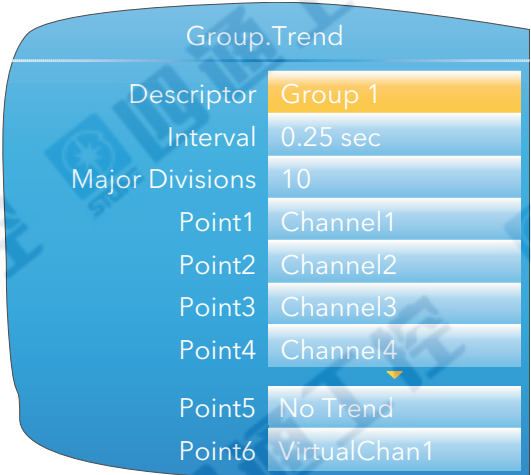 Group.Trend
Descriptor Group 1
Interval 0.25 sec
Major Divisions 10
Point1 Channel1
Point2 Channel2
Point3 Channel3
Point4 Channel4
Point5 No Trend
Point6 VirtualChan1